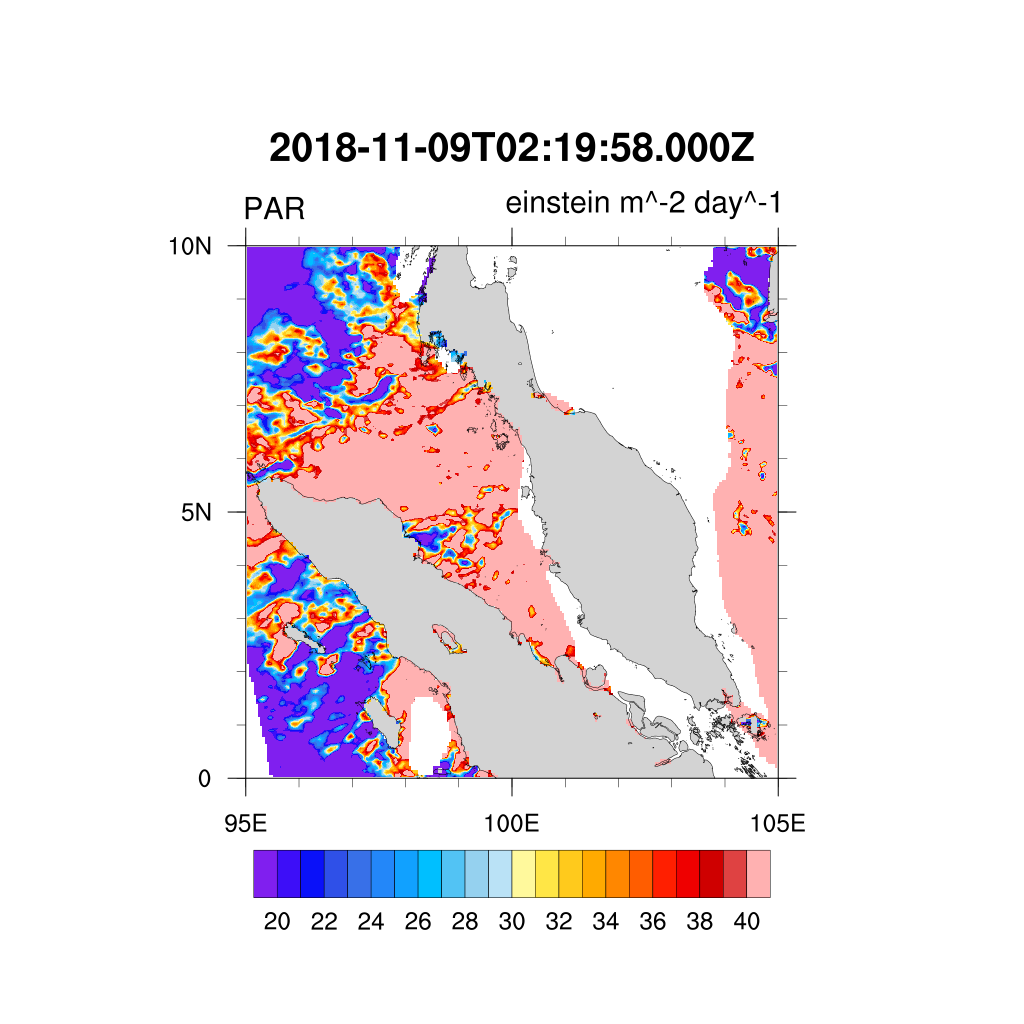 2018-11-09T02:19:58.000Z
PAR einstein m^-2 day^-1
10N
5N
0
95E 100E 105E
20 22 24 26 28 30 32 34 36 38 40